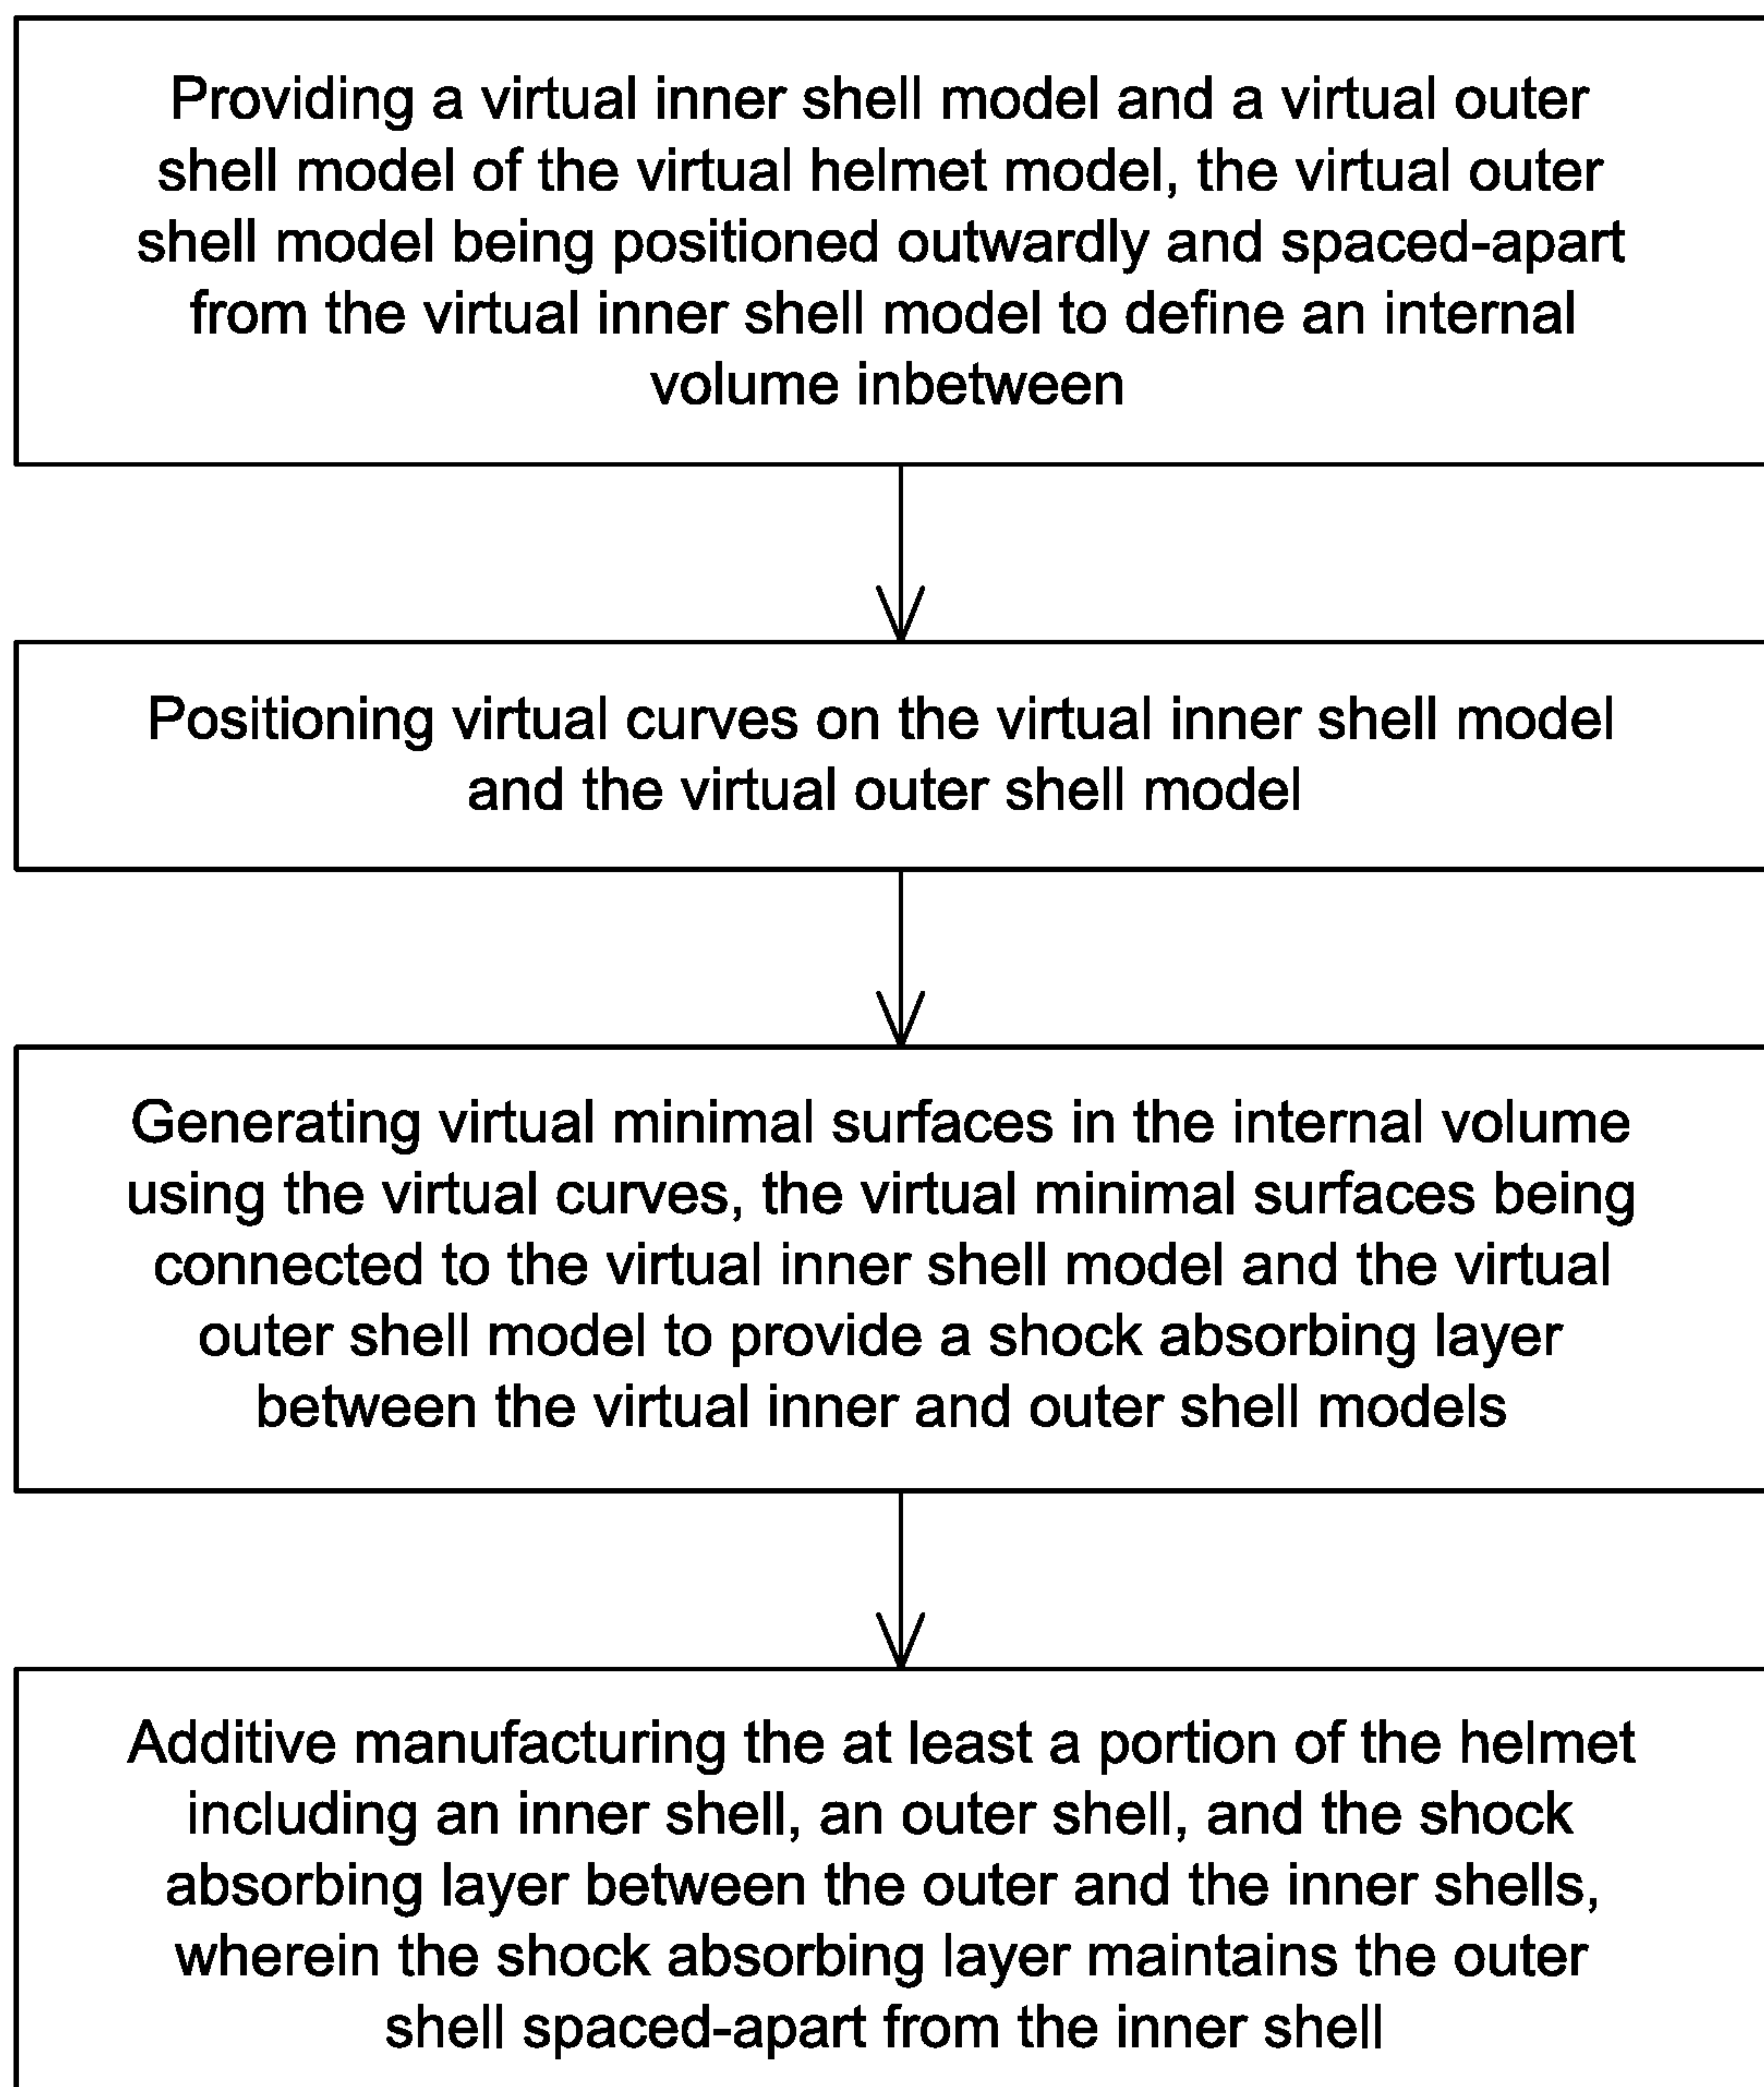 Providing a virtual inner shell model and a virtual outer
shell model of the virtual helmet model, the virtual outer
shell model being positioned outwardly and spaced-apart
from the virtual inner shell model to define an internal
volume inbetween
Positioning virtual curves on the virtual inner shell model
and the virtual outer shell model
Generating virtual minimal surfaces in the internal volume
using the virtual curves, the virtual minimal surfaces being
connected to the virtual inner shell model and the virtual
outer shell model to provide a shock absorbing layer
between the virtual inner and outer shell models
Additive manufacturing the at least a portion of the helmet
including an inner shell, an outer shell, and the shock
absorbing layer between the outer and the inner shells,
wherein the shock absorbing layer maintains the outer
shell spaced-apart from the inner shell